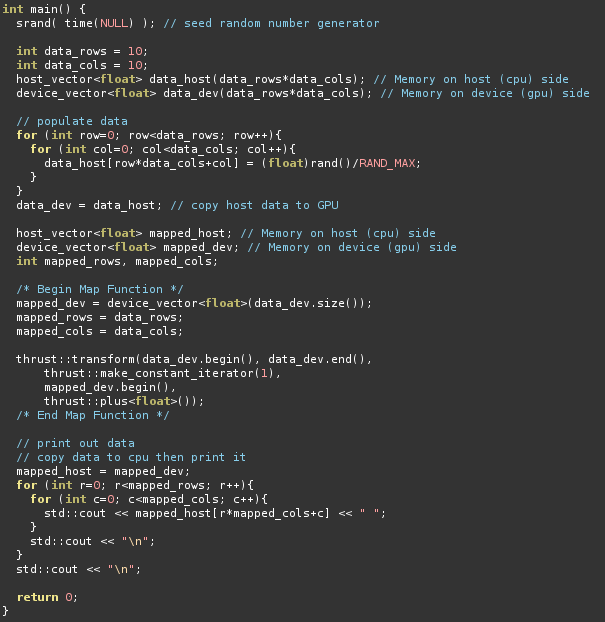 int main() {
  srand( time(NULL) ); // seed random number generator

  int data_rows = 10;
  int data_cols = 10;
  host_vector<float> data_host(data_rows*data_cols); // Memory on host (cpu) side
  device_vector<float> data_dev(data_rows*data_cols); // Memory on device (gpu) side

  // populate data
  for (int row=0; row<data_rows; row++){
    for (int col=0; col<data_cols; col++){
      data_host[row*data_cols+col] = (float)rand()/RAND_MAX;
    }
  }
  data_dev = data_host; // copy host data to GPU

  host_vector<float> mapped_host; // Memory on host (cpu) side
  device_vector<float> mapped_dev; // Memory on device (gpu) side
  int mapped_rows, mapped_cols;

  /* Begin Map Function */
  mapped_dev = device_vector<float>(data_dev.size());
  mapped_rows = data_rows;
  mapped_cols = data_cols;

  thrust::transform(data_dev.begin(), data_dev.end(),
      thrust::make_constant_iterator(1),
      mapped_dev.begin(),
      thrust::plus<float>());
  /* End Map Function */

  // print out data
  // copy data to cpu then print it
  mapped_host = mapped_dev;
  for (int r=0; r<mapped_rows; r++){
    for (int c=0; c<mapped_cols; c++){
      std::cout << mapped_host[r*mapped_cols+c] << " ";
    }
    std::cout << "\n";
  }
  std::cout << "\n";

  return 0;
}